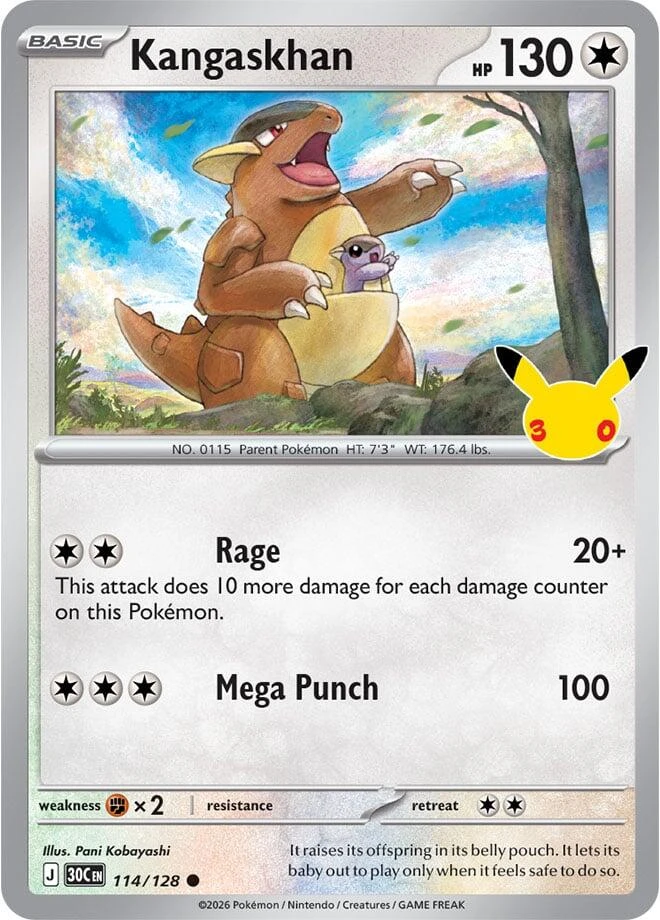 BASIC Kangaskhan HP 130
30
NO. 0115 Parent Pokémon HT: 7'3" WT: 176.4 lbs.
Rage 20+
This attack does 10 more damage for each damage counter
on this Pokémon.
Mega Punch 100
weakness ×2 resistance retreat
Illus. Pani Kobayashi
J 30C EN 114/128
It raises its offspring in its belly pouch. It lets its
baby out to play only when it feels safe to do so.
©2026 Pokémon / Nintendo / Creatures / GAME FREAK